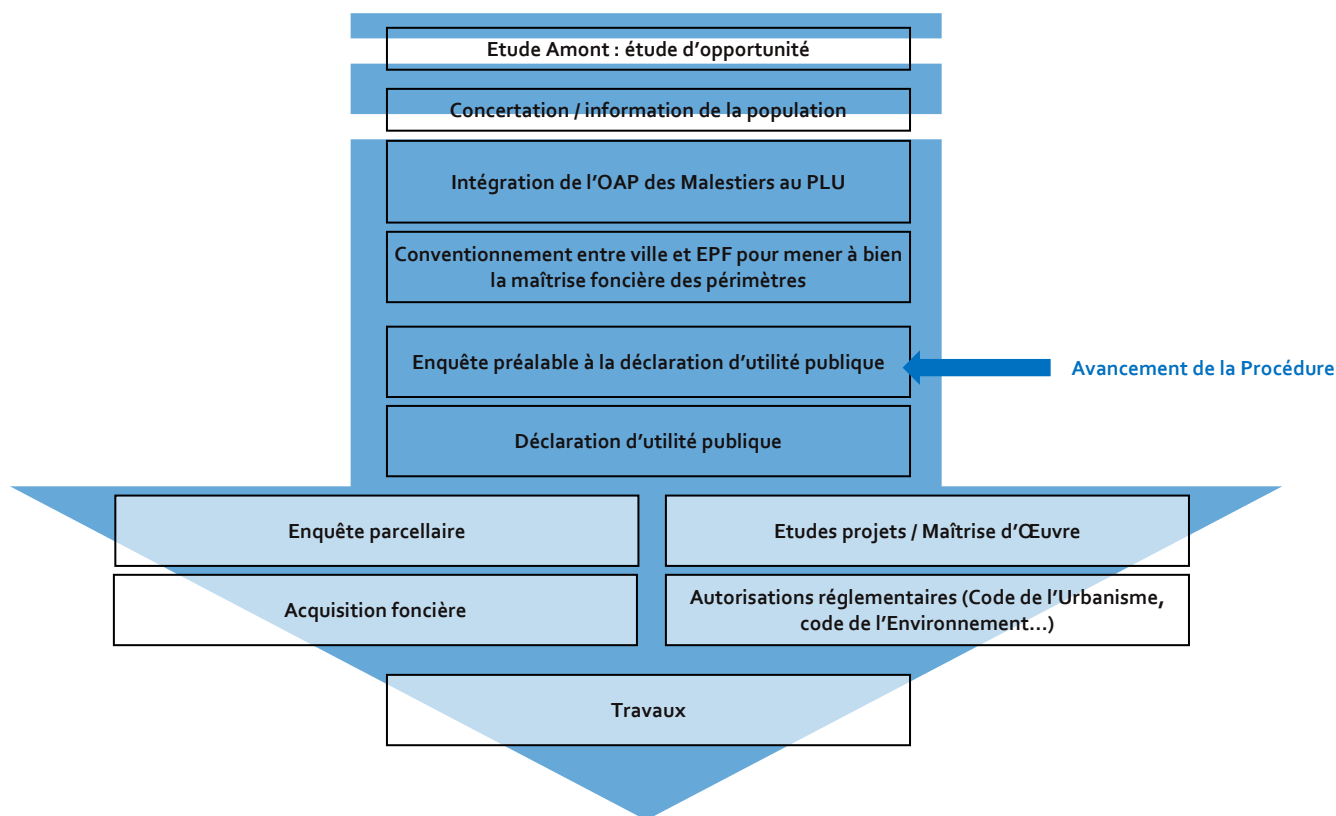 Etude Amont : étude d'opportunité
Concertation / information de la population
Intégration de l'OAP des Malestiers au PLU
Conventionnement entre ville et EPF pour mener à bien
la maîtrise foncière des périmètres
Enquête préalable à la déclaration d'utilité publique
Avancement de la Procédure
Déclaration d'utilité publique
Enquête parcellaire
Etudes projets / Maîtrise d'Œuvre
Acquisition foncière
Autorisations réglementaires (Code de l'Urbanisme,
code de l'Environnement…)
Travaux